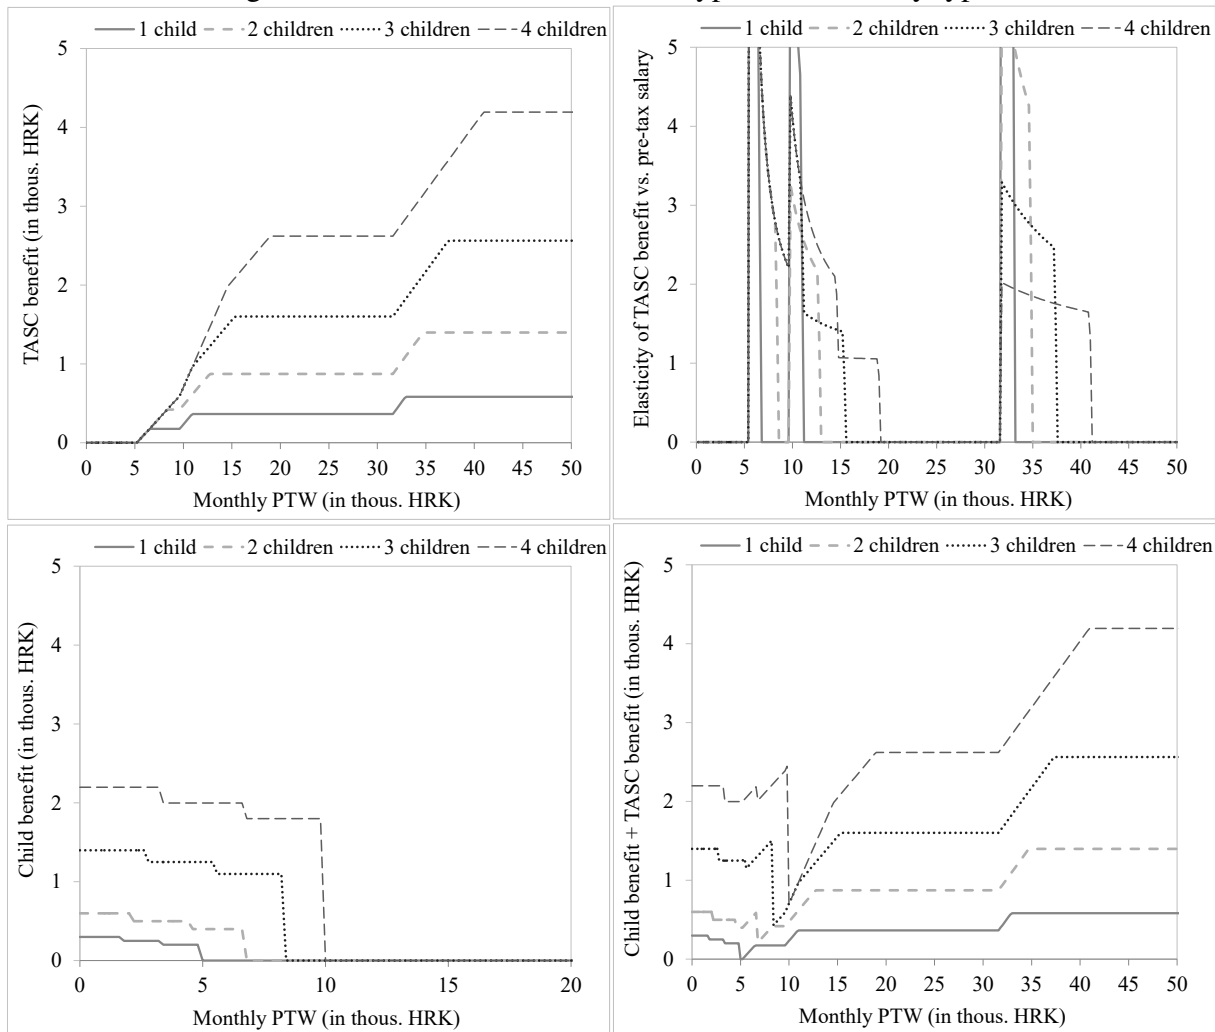 1 child 2 children 3 children 4 children
5
4
3
2
1
0
0 5 10 15 20 25 30 35 40 45 50
TASC benefit (in thous. HRK)
Monthly PTW (in thous. HRK)
1 child 2 children 3 children 4 children
5
4
3
2
1
0
0 5 10 15 20 25 30 35 40 45 50
Elasticity of TASC benefit vs. pre-tax salary
Monthly PTW (in thous. HRK)
1 child 2 children 3 children 4 children
5
4
3
2
1
0
0 5 10 15 20
Child benefit (in thous. HRK)
Monthly PTW (in thous. HRK)
1 child 2 children 3 children 4 children
5
4
3
2
1
0
0 5 10 15 20 25 30 35 40 45 50
Child benefit + TASC benefit (in thous. HRK)
Monthly PTW (in thous. HRK)